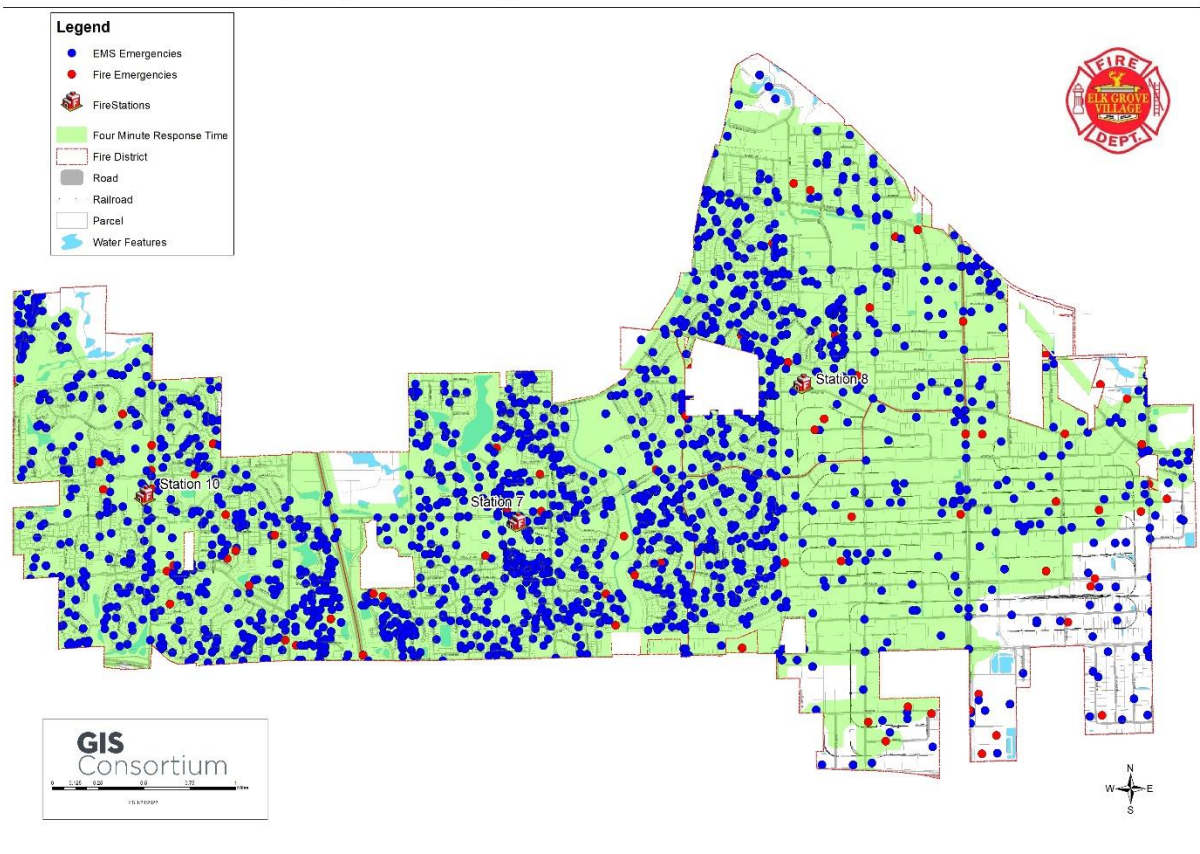 Legend
EMS Emergencies
Fire Emergencies
FireStations
Four Minute Response Time
Fire District
Road
Railroad
Parcel
Water Features
FIRE
ELK GROVE
VILLAGE
DEPT.
Station 8
Station 10
Station 7
GIS
Consortium
N
W E
S